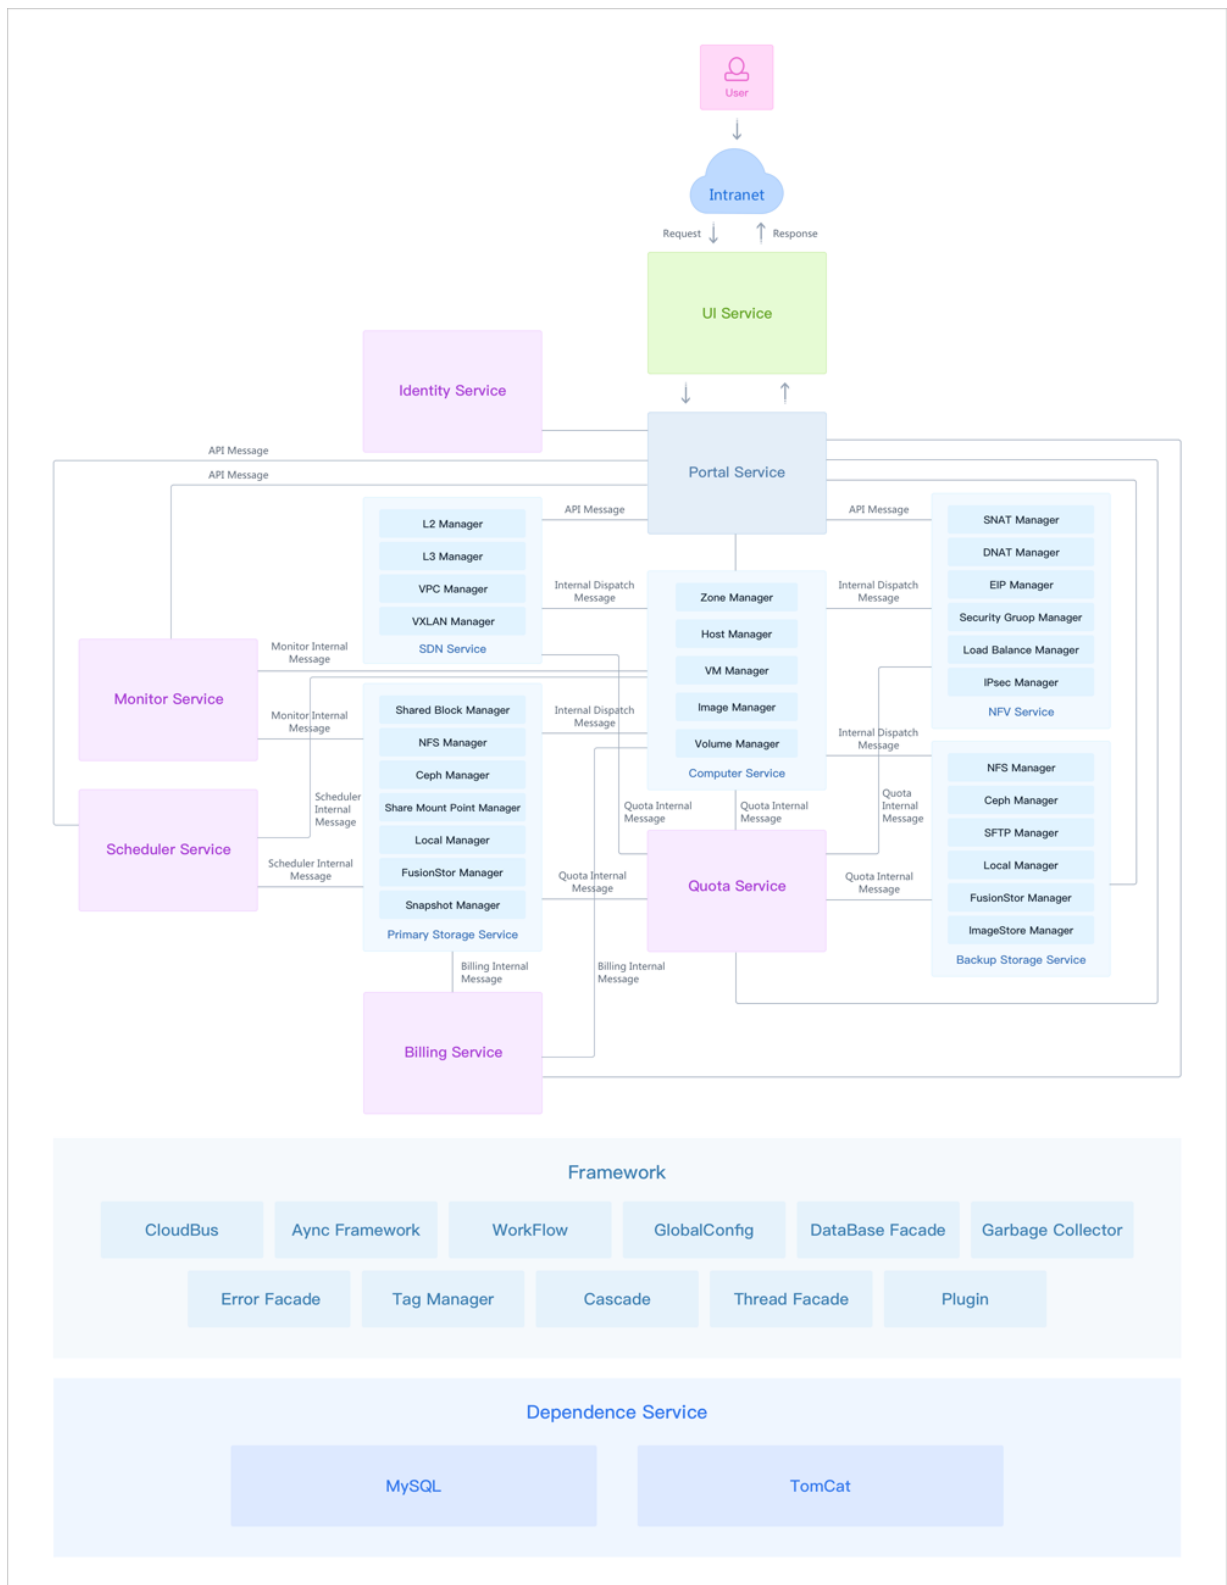 User
Intranet
Request
Response
UI Service
Identity Service
Portal Service
API Message
API Message
API Message
API Message
L2 Manager
L3 Manager
VPC Manager
VXLAN Manager
SDN Service
Internal Dispatch
Message
Zone Manager
Host Manager
VM Manager
Image Manager
Volume Manager
Computer Service
Internal Dispatch
Message
SNAT Manager
DNAT Manager
EIP Manager
Security Gruop Manager
Load Balance Manager
IPsec Manager
NFV Service
Monitor Service
Monitor Internal
Message
Monitor Internal
Message
Shared Block Manager
NFS Manager
Ceph Manager
Share Mount Point Manager
Local Manager
FusionStor Manager
Snapshot Manager
Primary Storage Service
Internal Dispatch
Message
Internal Dispatch
Message
NFS Manager
Ceph Manager
SFTP Manager
Local Manager
FusionStor Manager
ImageStore Manager
Backup Storage Service
Scheduler Service
Scheduler
Internal
Message
Scheduler Internal
Message
Quota Internal
Message
Quota Internal
Message
Quota
Internal
Message
Quota Internal
Message
Quota Service
Quota Internal
Message
Billing Internal
Message
Billing Internal
Message
Billing Service
Framework
CloudBus
Aync Framework
WorkFlow
GlobalConfig
DataBase Facade
Garbage Collector
Error Facade
Tag Manager
Cascade
Thread Facade
Plugin
Dependence Service
MySQL
TomCat